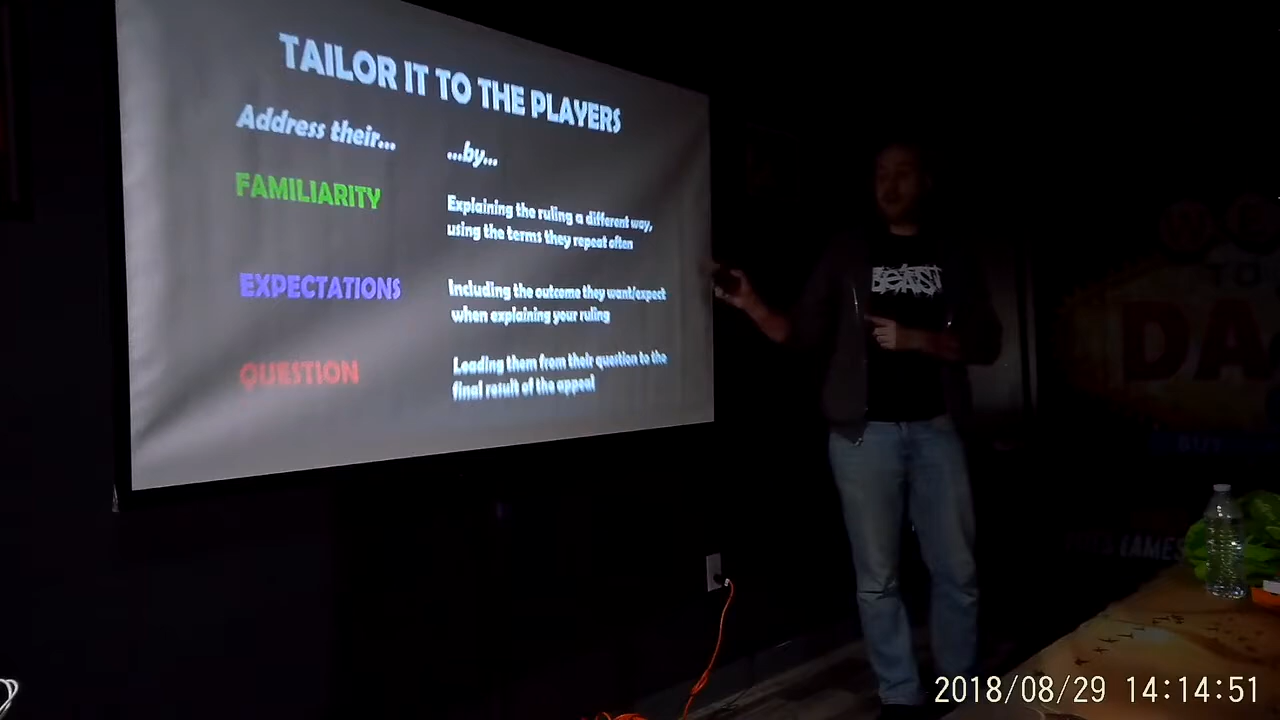 TAILOR IT TO THE PLAYERS
Address their...
...by...
FAMILIARITY
Explaining the ruling a different way,
using the terms they repeat often
EXPECTATIONS
Including the outcome they want/expect
when explaining your ruling
QUESTION
Leading them from their question to the
final result of the appeal
BEAST
DA
2018/08/29 14:14:51